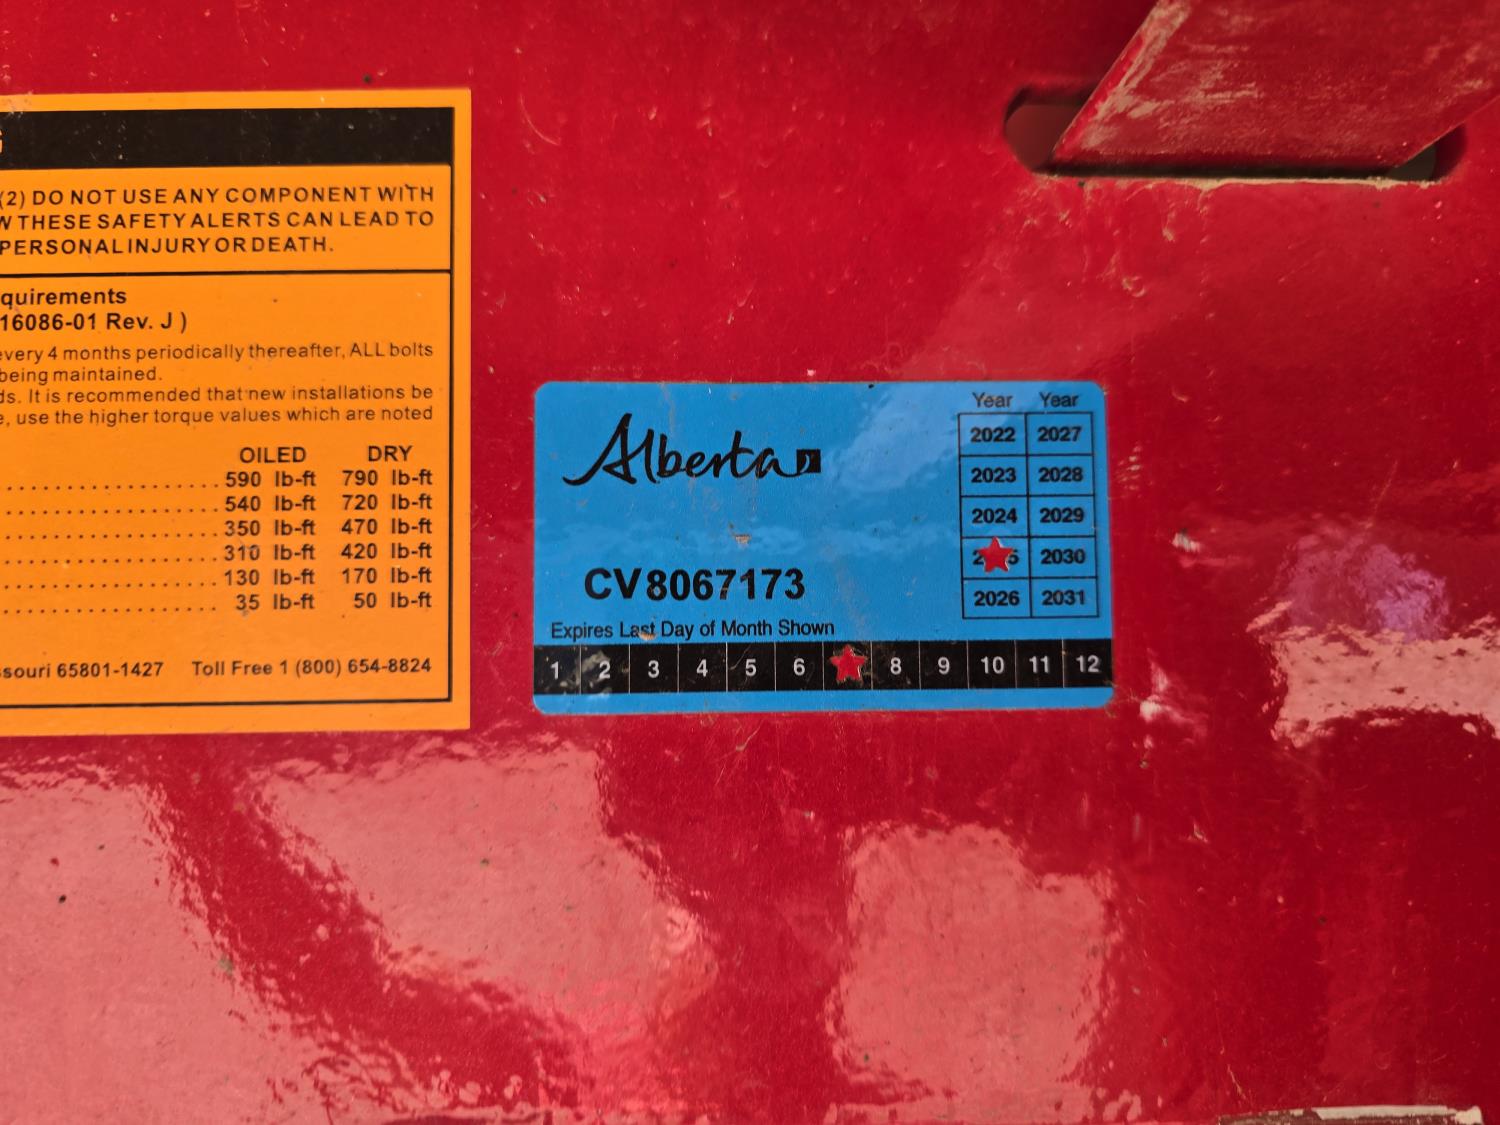 (2) DO NOT USE ANY COMPONENT WITH
THESE SAFETY ALERTS CAN LEAD TO
PERSONAL INJURY OR DEATH.
16086-01 Rev. J )
every 4 months periodically thereafter, ALL bolts
being maintained.
It is recommended that new installations be
use the higher torque values which are noted
OILED DRY
590 lb-ft 790 lb-ft
540 lb-ft 720 lb-ft
350 lb-ft 470 lb-ft
310 lb-ft 420 lb-ft
130 lb-ft 170 lb-ft
35 lb-ft 50 lb-ft
65801-1427 Toll Free 1 (800) 654-8824
Alberta
Year Year
2022 2027
2023 2028
2024 2029
2030
2026 2031
CV8067173
Expires Last Day of Month Shown
1 2 3 4 5 6 8 9 10 11 12